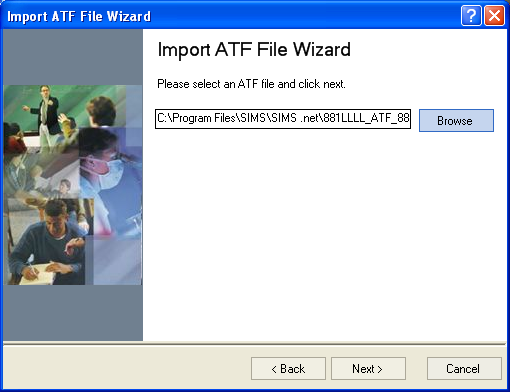 Import ATF File Wizard
Import ATF File Wizard
Please select an ATF file and click next.
C:\Program Files\SIMS\SIMS .net\881LLLL_ATF_88
Browse
< Back
Next >
Cancel